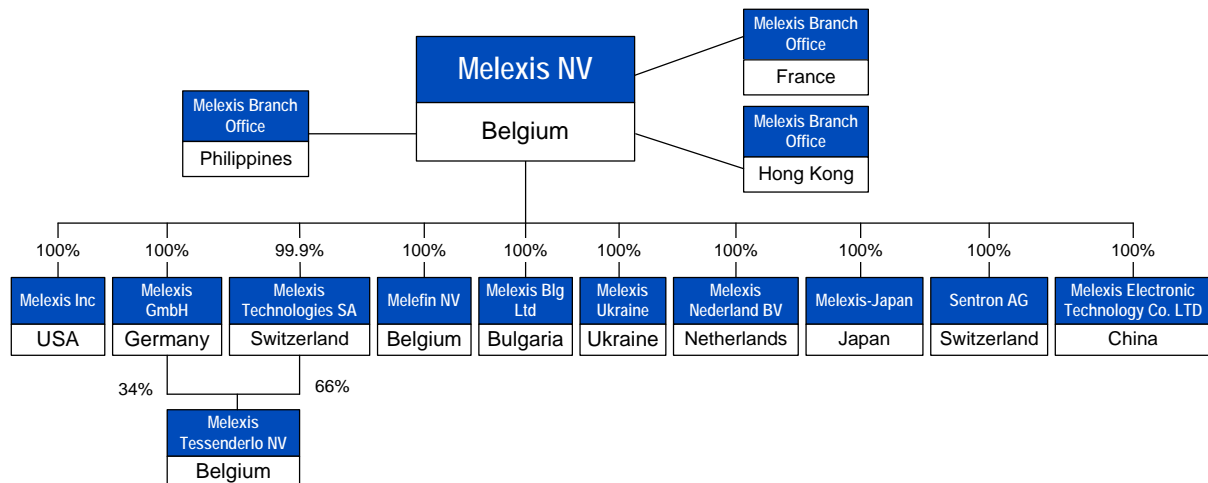 Melexis NV
Belgium
Melexis Branch
Office
France
Melexis Branch
Office
Hong Kong
Melexis Branch
Office
Philippines
100%
100%
99.9%
100%
100%
100%
100%
100%
100%
100%
Melexis Inc
USA
Melexis
GmbH
Germany
Melexis
Technologies SA
Switzerland
Melefin NV
Belgium
Melexis Blg
Ltd
Bulgaria
Melexis
Ukraine
Ukraine
Melexis
Nederland BV
Netherlands
Melexis-Japan
Japan
Sentron AG
Switzerland
Melexis Electronic
Technology Co. LTD
China
34%
66%
Melexis
Tessenderlo NV
Belgium